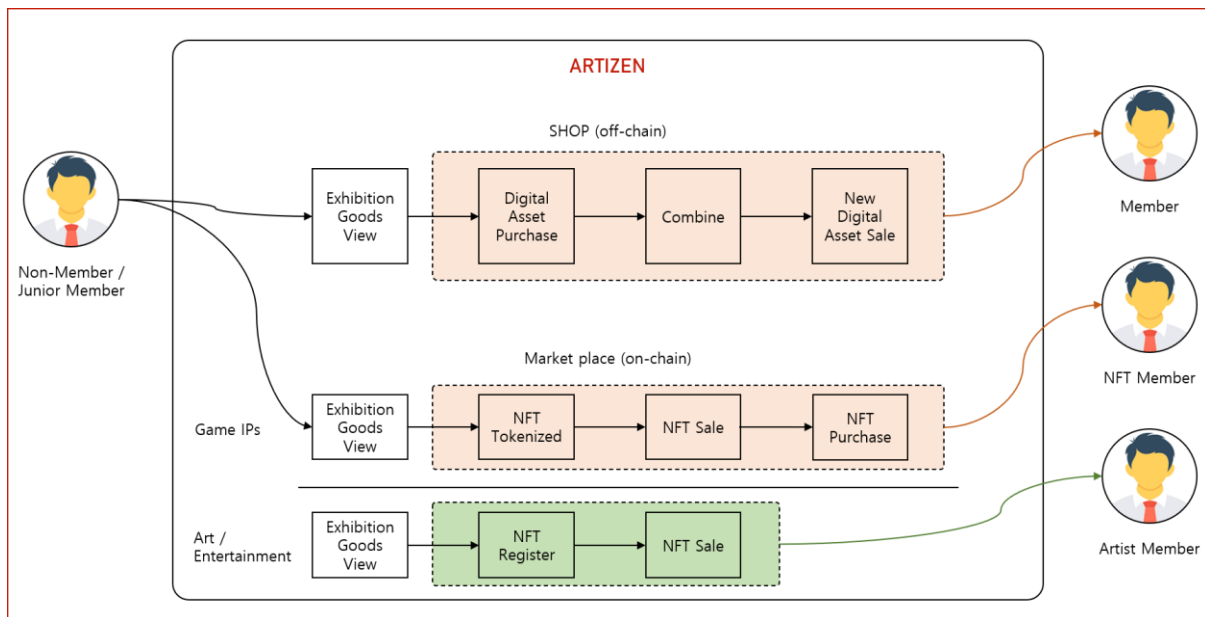 ARTIZEN
SHOP (off-chain)
Exhibition
Goods
View
Digital
Asset
Purchase
Combine
New
Digital
Asset Sale
Member
Non-Member /
Junior Member
Market place (on-chain)
Game IPs
Exhibition
Goods
View
NFT
Tokenized
NFT Sale
NFT
Purchase
NFT Member
Art /
Entertainment
Exhibition
Goods
View
NFT
Register
NFT Sale
Artist Member